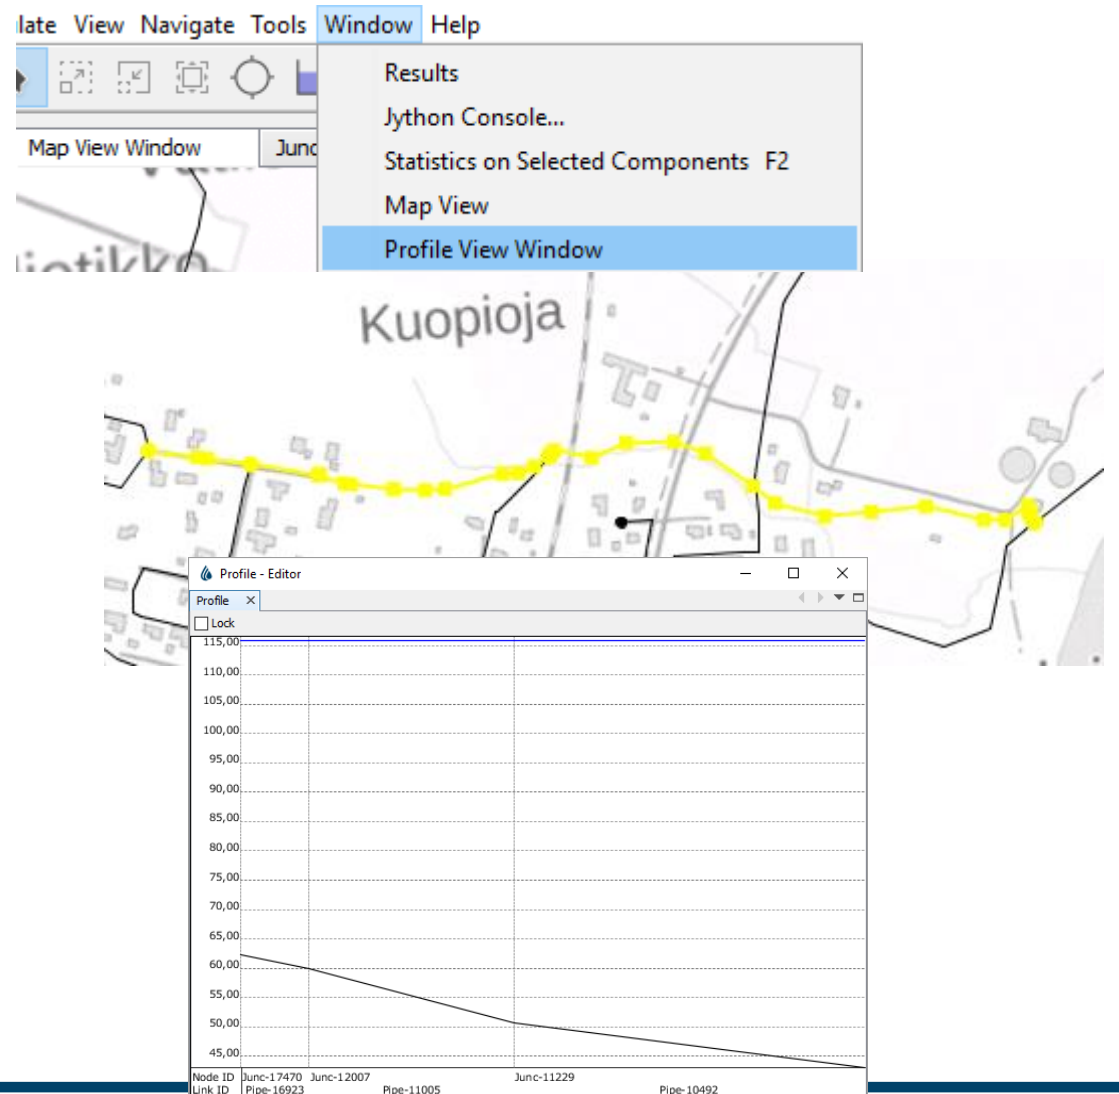 late View Navigate Tools Window Help
Results
Jython Console...
Map View Window
Junc
Statistics on Selected Components F2
Map View
Profile View Window
Kuopioja
Profile - Editor
Profile
Lock
115,00
110,00
105,00
100,00
95,00
90,00
85,00
80,00
75,00
70,00
65,00
60,00
55,00
50,00
45,00
Node ID Junc-17470 Junc-12007 Junc-11229
Link ID Pipe-16923 Pipe-11005 Pipe-10492